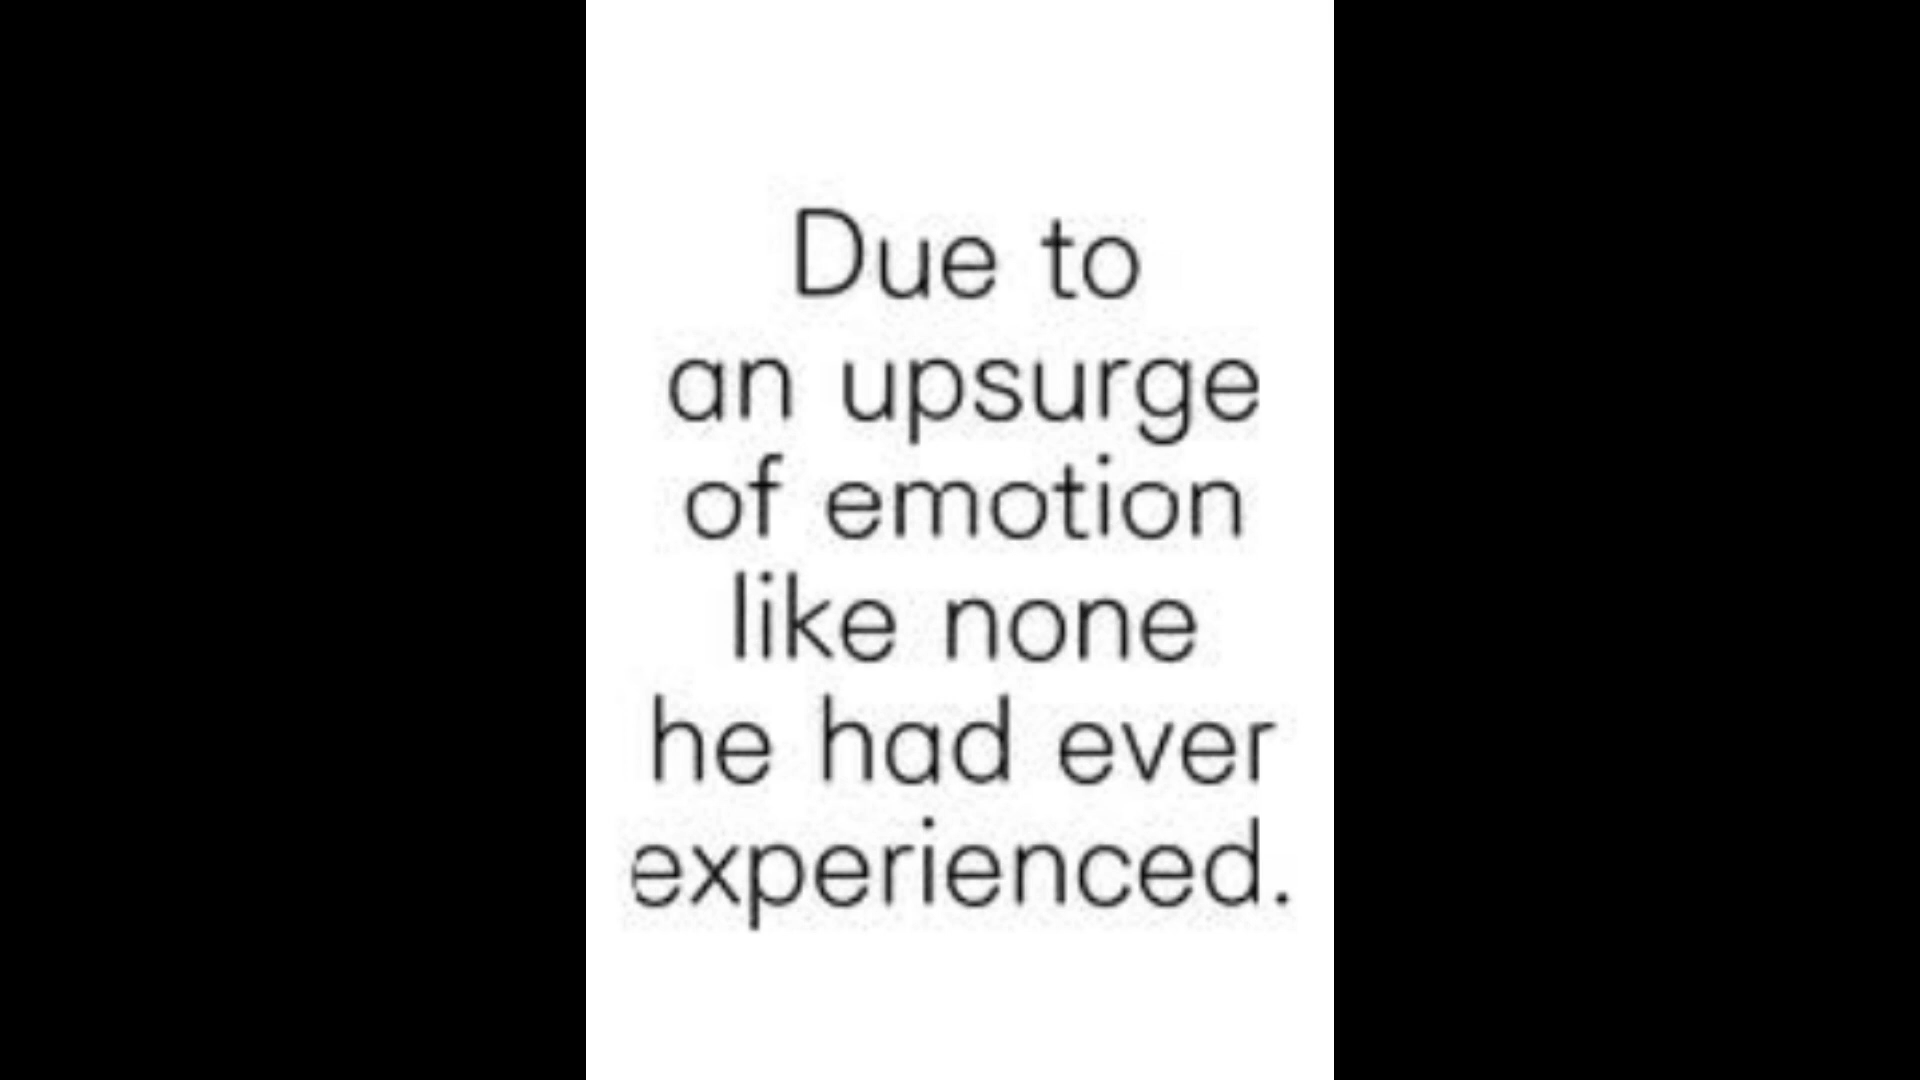 Due to
an upsurge
of emotion
like none
he had ever
experienced.